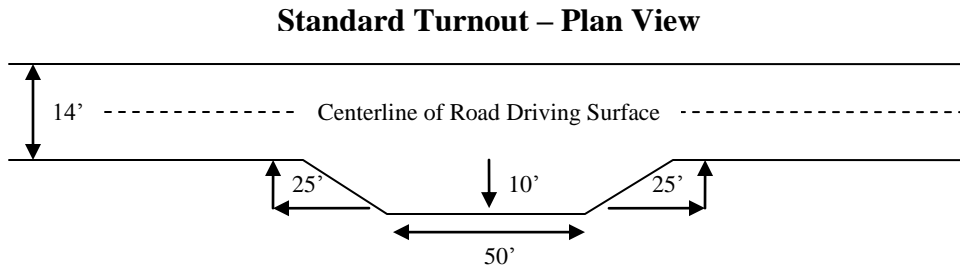 Standard Turnout – Plan View
14’
Centerline of Road Driving Surface
25’
10’
25’
50’